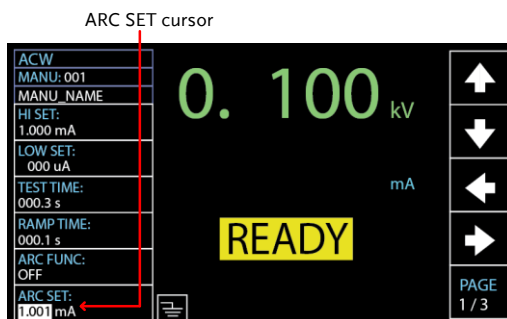 ARC SET cursor
ACW
MANU: 001
MANU_NAME
HI SET:
1.000 mA
LOW SET:
000 uA
TEST TIME:
000.3 s
RAMP TIME:
000.1 s
ARC FUNC:
OFF
ARC SET:
1.001 mA
0. 100 kV
mA
READY
PAGE
1 / 3